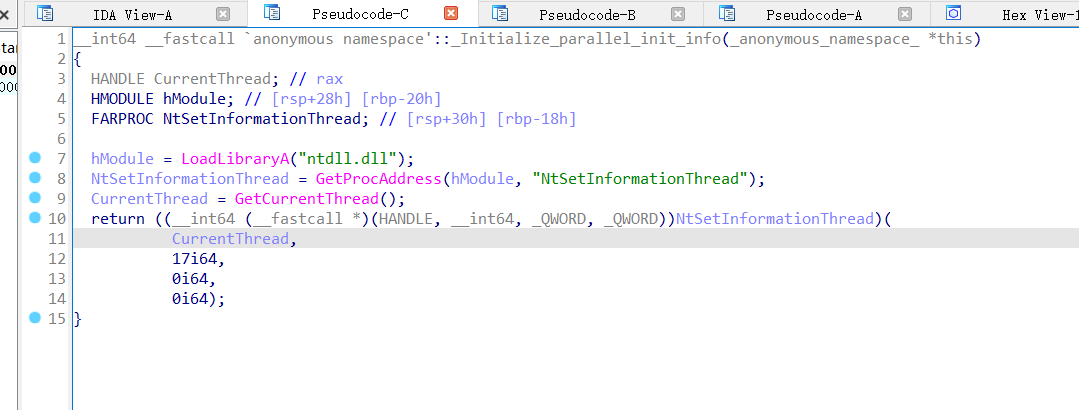 IDA View-A Pseudocode-C Pseudocode-B Pseudocode-A Hex View-1
1 __int64 __fastcall `anonymous namespace'::_Initialize_parallel_init_info(_anonymous_namespace_ *this)
2 {
3 HANDLE CurrentThread; // rax
4 HMODULE hModule; // [rsp+28h] [rbp-20h]
5 FARPROC NtSetInformationThread; // [rsp+30h] [rbp-18h]
6
7 hModule = LoadLibraryA("ntdll.dll");
8 NtSetInformationThread = GetProcAddress(hModule, "NtSetInformationThread");
9 CurrentThread = GetCurrentThread();
10 return ((__int64 (__fastcall *)(HANDLE, __int64, _QWORD, _QWORD))NtSetInformationThread)(
11 CurrentThread,
12 17i64,
13 0i64,
14 0i64);
15 }